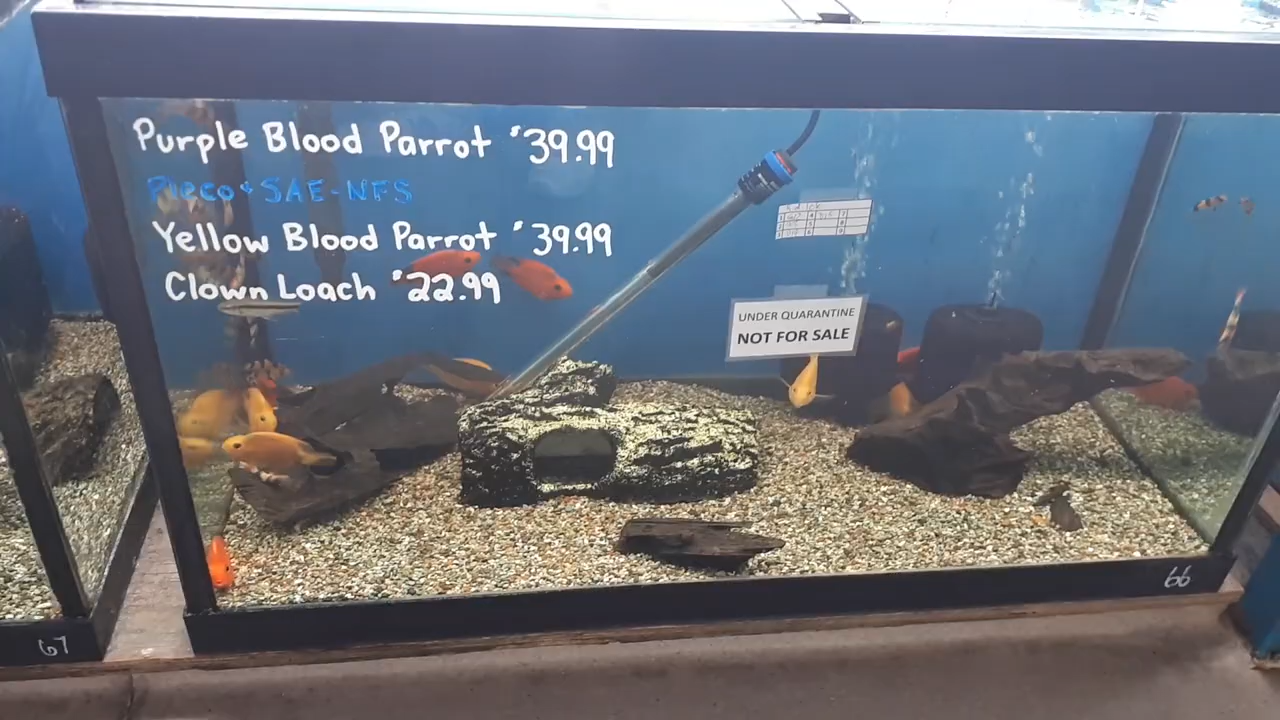 Purple Blood Parrot $39.99
Pleco + SAE-NFS
Yellow Blood Parrot $39.99
Clown Loach $22.99
UNDER QUARANTINE
NOT FOR SALE
66
67